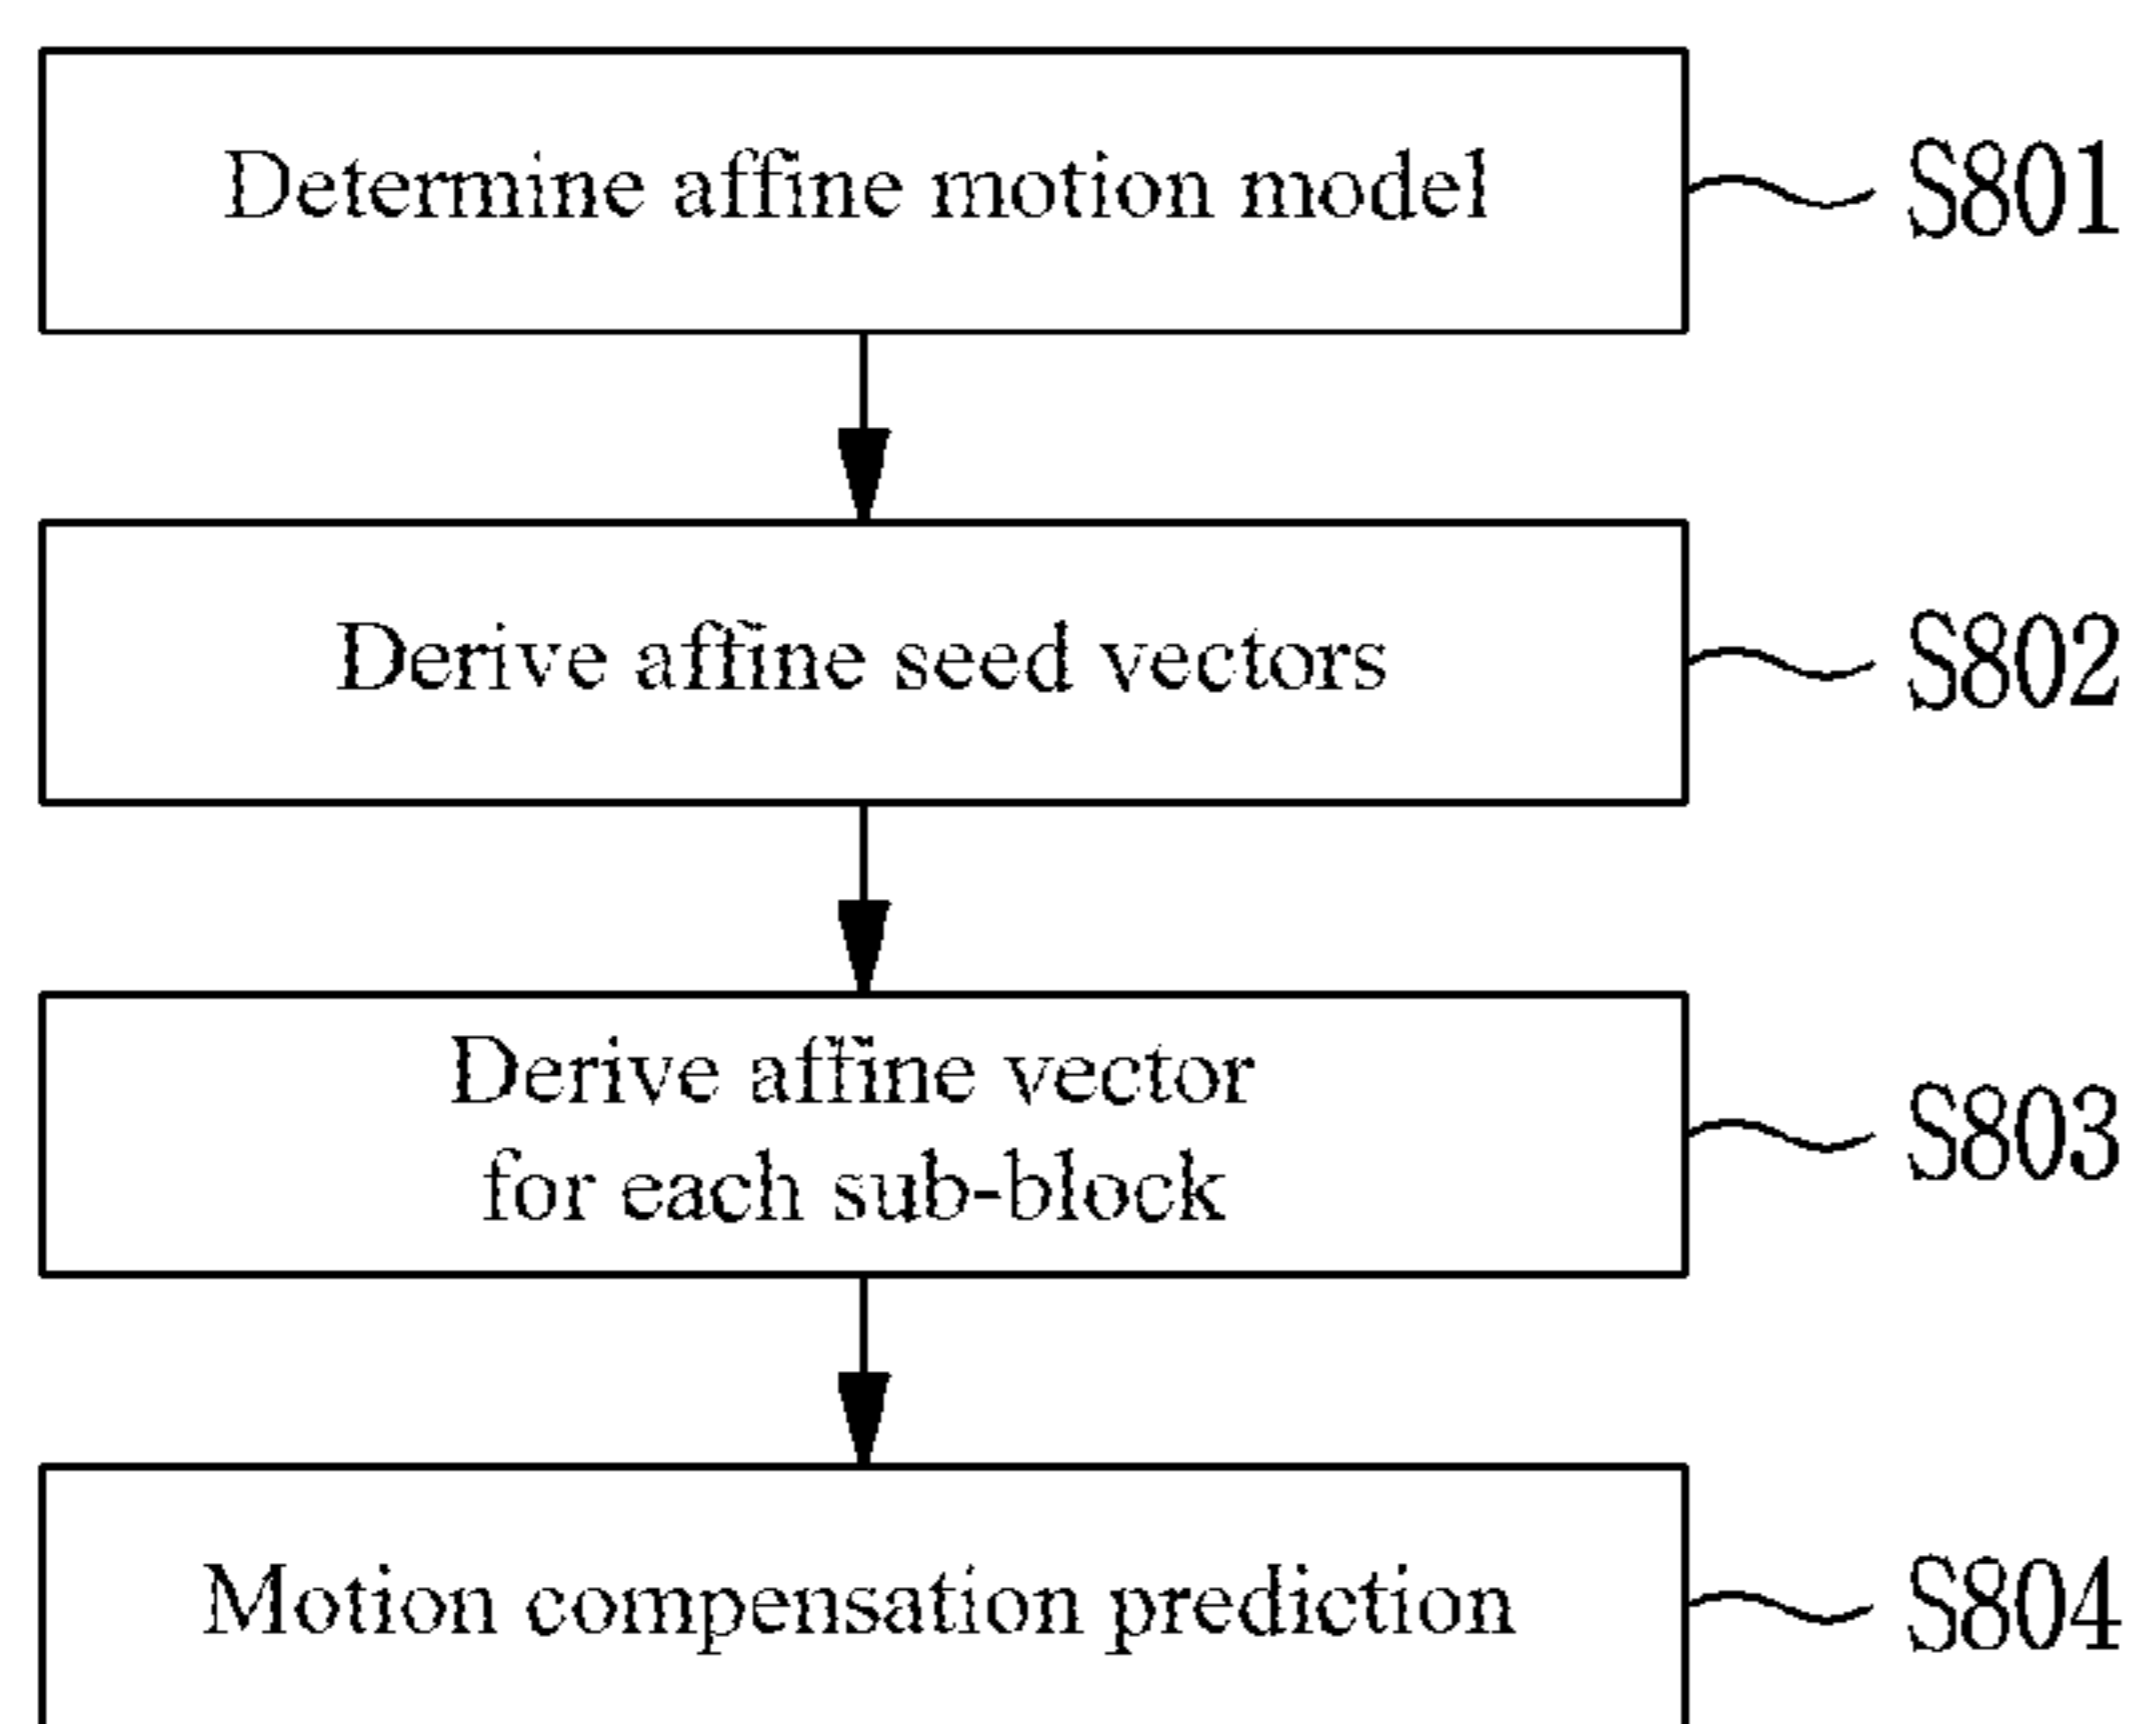 Determine affine motion model
S801
Derive affine seed vectors
S802
Derive affine vector
for each sub-block
S803
Motion compensation prediction
S804